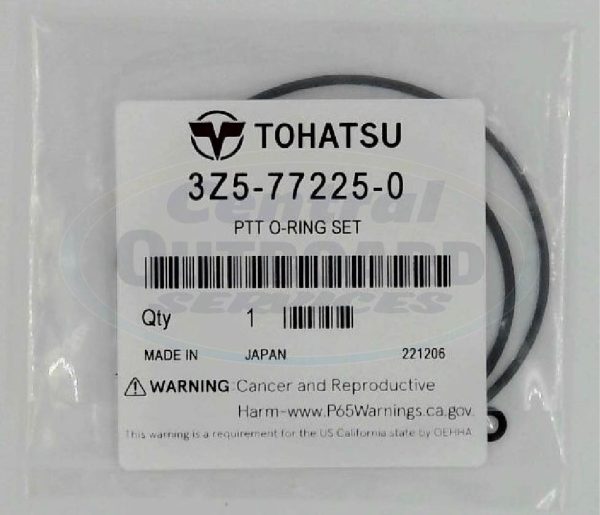 TOHATSU
3Z5-77225-0
PTT O-RING SET
Central
OUTBOARD
SERVICES
Qty 1
MADE IN JAPAN 221206
WARNING: Cancer and Reproductive
Harm-www.P65Warnings.ca.gov.
This warning is a requirement for the US California state by OEHHA.